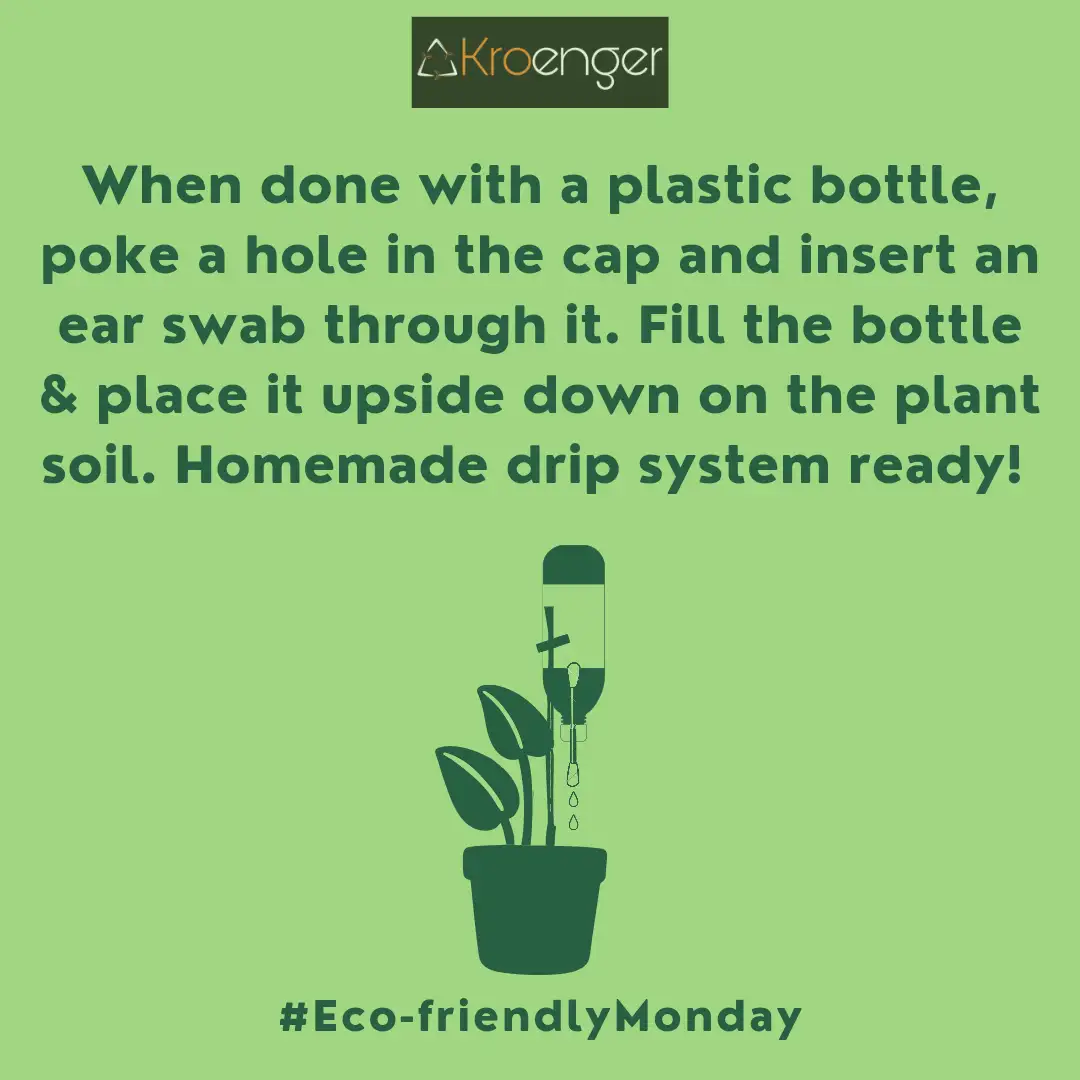 Kroenger
When done with a plastic bottle,
poke a hole in the cap and insert an
ear swab through it. Fill the bottle
& place it upside down on the plant
soil. Homemade drip system ready!
#Eco-friendlyMonday